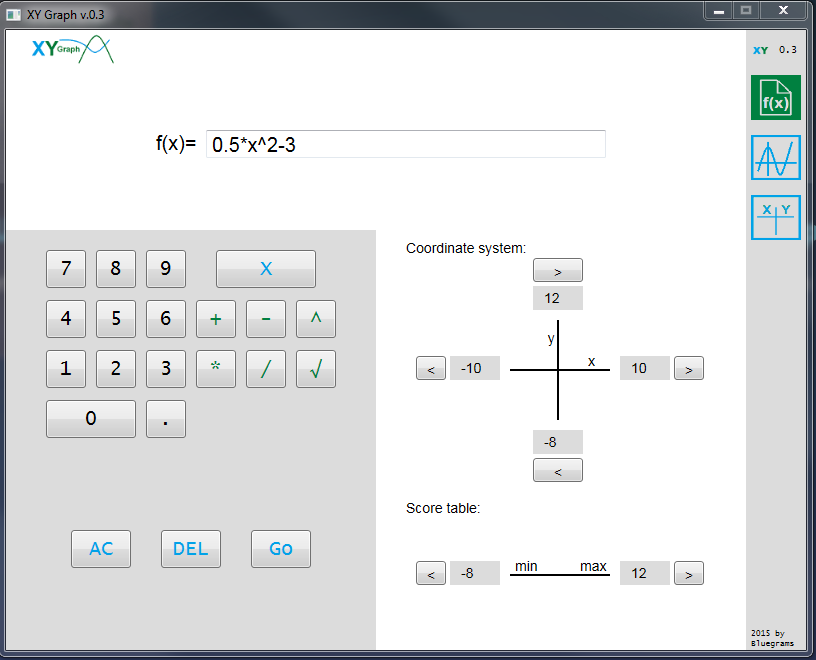 XY Graph v.0.3
XY Graph
XY 0.3
f(x)= 0.5*x^2-3
f(x)
X Y
7 8 9 X
4 5 6 + - ^
1 2 3 * / √
0 .
AC DEL Go
Coordinate system:
>
12
y
< -10 x 10 >
-8
<
Score table:
< -8 min max 12 >
2015 by
Bluegrams